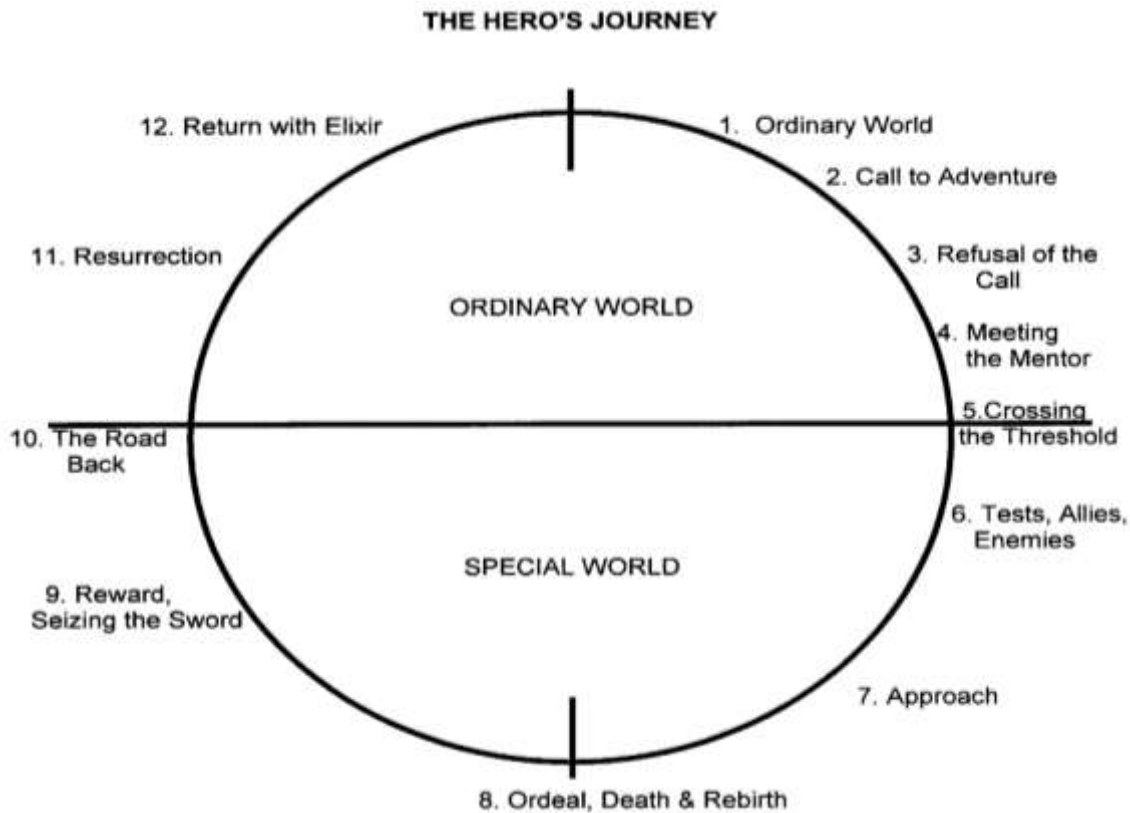 THE HERO'S JOURNEY
12. Return with Elixir
1. Ordinary World
2. Call to Adventure
11. Resurrection
3. Refusal of the
Call
ORDINARY WORLD
4. Meeting
the Mentor
5.Crossing
the Threshold
10. The Road
Back
6. Tests, Allies,
Enemies
SPECIAL WORLD
9. Reward,
Seizing the Sword
7. Approach
8. Ordeal, Death & Rebirth